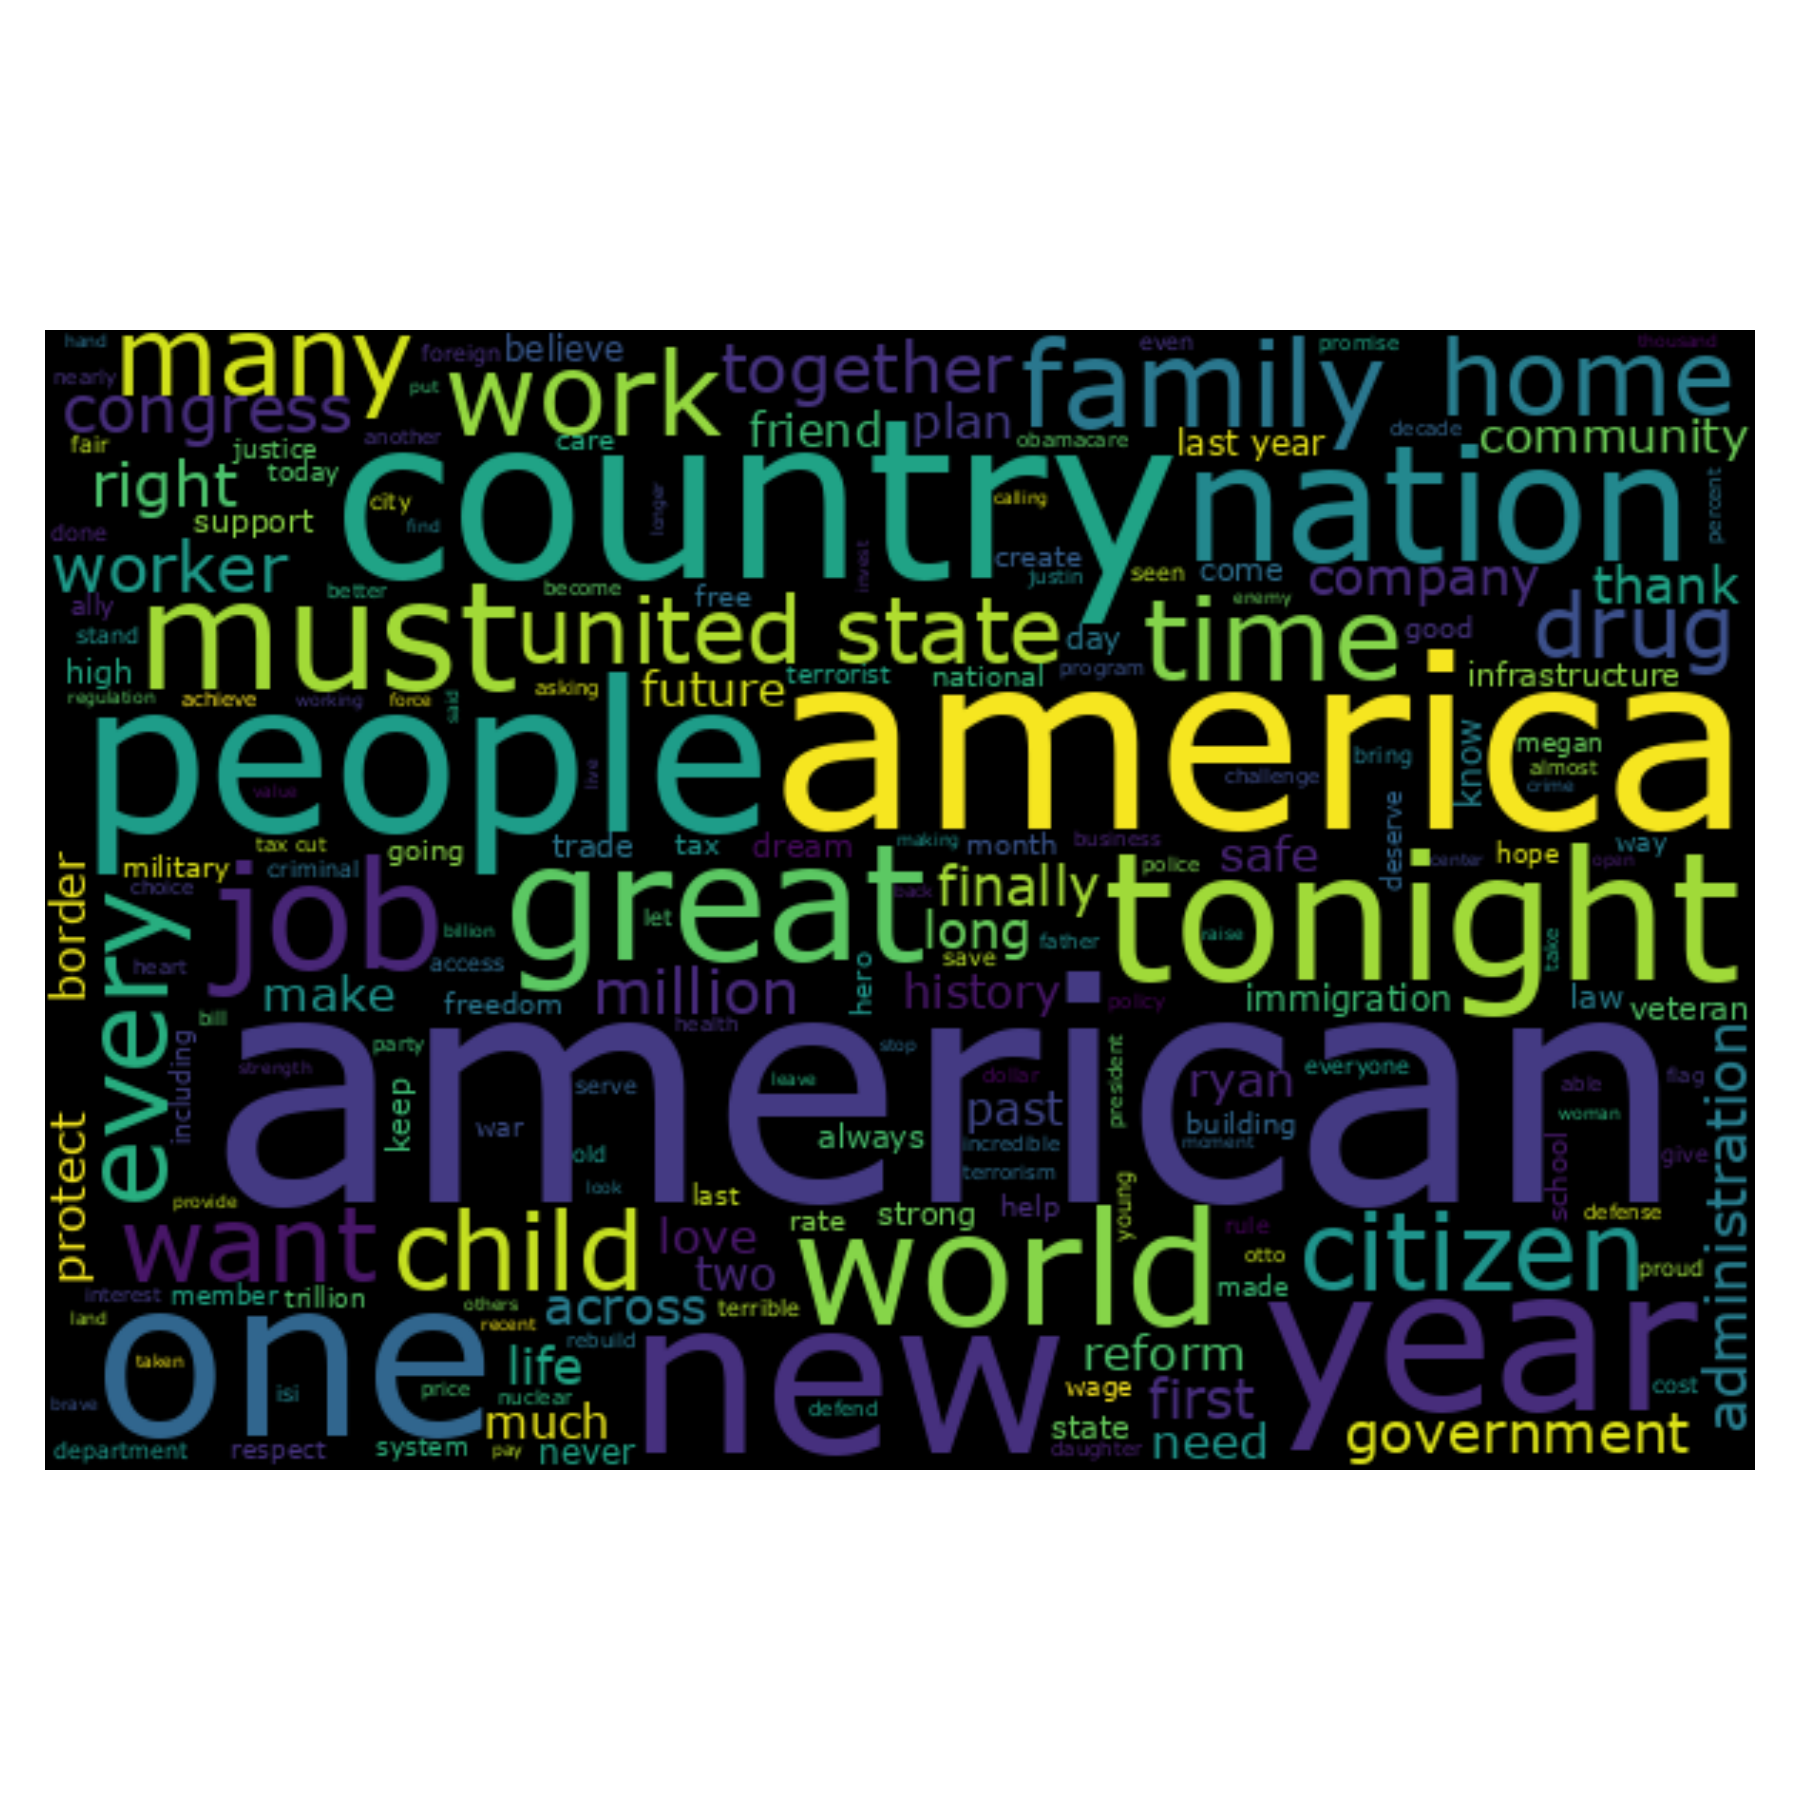 hand many foreign believe together even promise thousand
nearly put work family home
congress friend plan decade
fair justice another care country obamacare last year community
right today city longer calling nation percent
support find
done worker create come company thank
better become invest justin seen
ally must free united state enemy time good drug
stand day
high terrorist national program infrastructure
regulation achieve working force said asking future
people america know megan
bring almost
value live challenge crime
tax cut going trade tax dream making month business safe deserve way
border military criminal police center hope open
choice job great back finally tonight
every billion let long father raise take
heart access save
make freedom million hero history policy immigration law veteran
bill health
including party american stop president everyone administration
strength keep serve leave dollar ryan able flag
war past building woman
always incredible moment
old terrorism school give
protect look young
provide last help defense
want child love rate strong world rule citizen
two otto proud
interest member trillion others across terrible made
land one recent new year
rebuild reform
taken life
isi price nuclear wage first cost
brave much defend state government
department respect system pay never daughter need